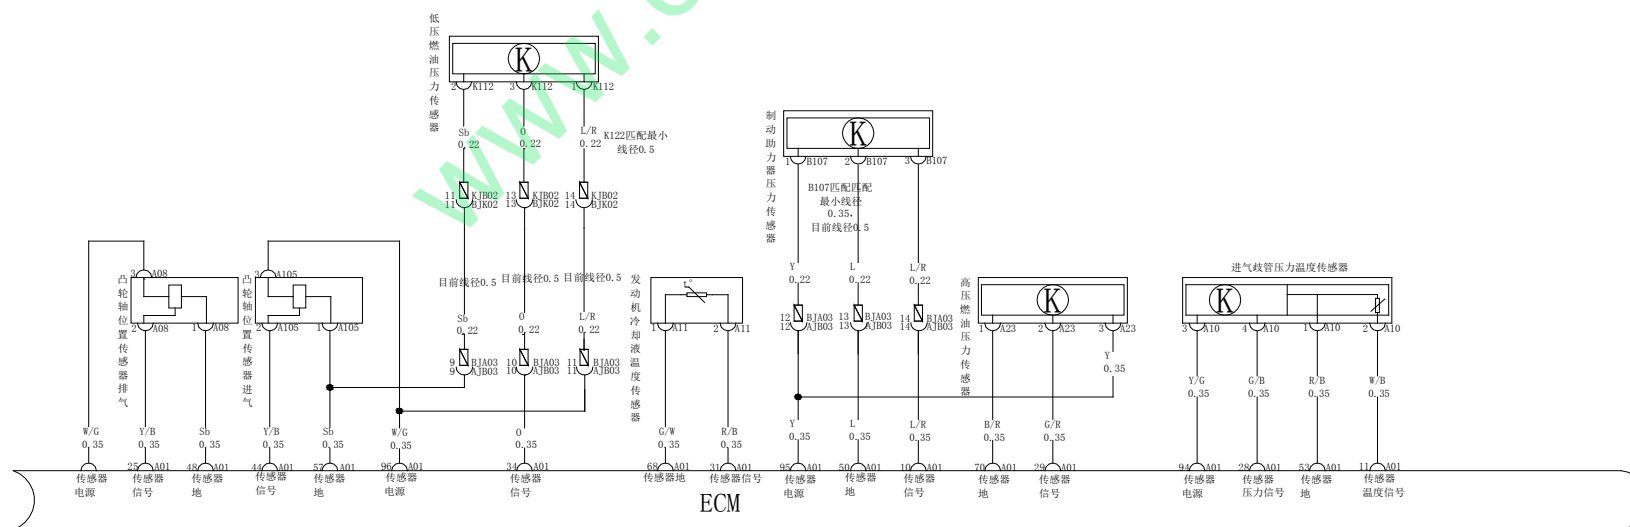 www.
低压燃油压力传感器
K
2 K112
3 K112
1 K112
Sb
0.22
O
0.22
L/R
0.22
K122匹配最小
线径0.5
11 KJB02
11 BJK02
13 KJB02
13 BJK02
14 KJB02
14 BJK02
目前线径0.5
目前线径0.5
目前线径0.5
Sb
0.22
O
0.22
L/R
0.22
9 BJA03
9 AJB03
10 BJA03
10 AJB03
11 BJA03
11 AJB03
制动助力器压力传感器
K
1 B107
2 B107
3 B107
B107匹配匹配
最小线径
0.35,
目前线径0.5
Y
0.22
L
0.22
L/R
0.22
12 BJA03
12 AJB03
13 BJA03
13 AJB03
14 BJA03
14 AJB03
凸轮轴位置传感器排气
3 A08
2 A08
1 A08
凸轮轴位置传感器进气
3 A105
2 A105
1 A105
发动机冷却液温度传感器
t°
1 A11
2 A11
高压燃油压力传感器
K
1 A23
2 A23
3 A23
Y
0.35
进气歧管压力温度传感器
K
3 A10
4 A10
1 A10
2 A10
W/G
0.35
Y/B
0.35
Sb
0.35
Y/B
0.35
Sb
0.35
W/G
0.35
O
0.35
G/W
0.35
R/B
0.35
Y
0.35
L
0.35
L/R
0.35
B/R
0.35
G/R
0.35
Y/G
0.35
G/B
0.35
R/B
0.35
W/B
0.35
传感器
电源
25 A01
传感器
信号
48 A01
传感器
地
44 A01
传感器
信号
57 A01
传感器
地
96 A01
传感器
电源
34 A01
传感器
信号
68 A01
传感器地
31 A01
传感器信号
95 A01
传感器
电源
50 A01
传感器
地
10 A01
传感器
信号
70 A01
传感器
地
29 A01
传感器
信号
94 A01
传感器
电源
28 A01
传感器
压力信号
53 A01
传感器
地
11 A01
传感器
温度信号
ECM